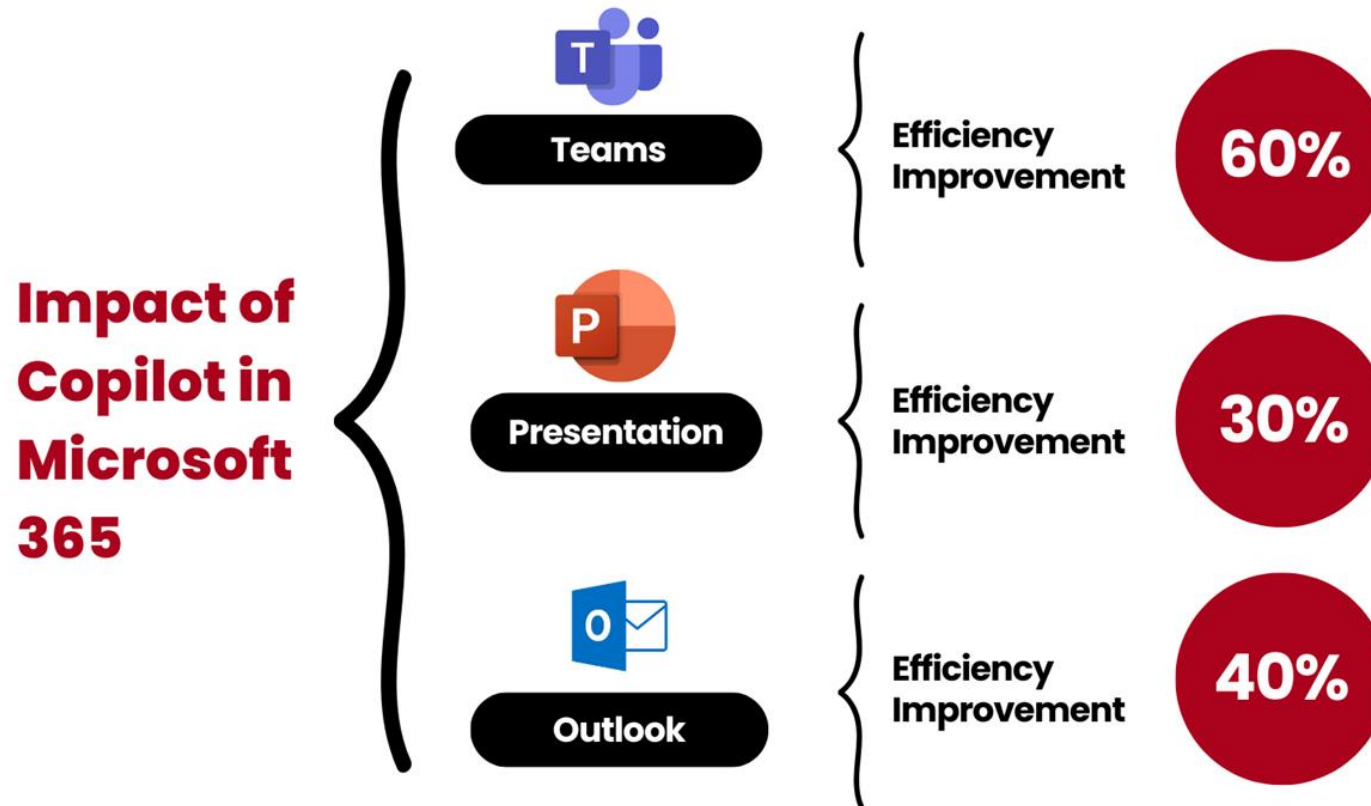 Impact of
Copilot in
Microsoft
365
T
Teams
Efficiency
Improvement
60%
P
Presentation
Efficiency
Improvement
30%
O
Outlook
Efficiency
Improvement
40%